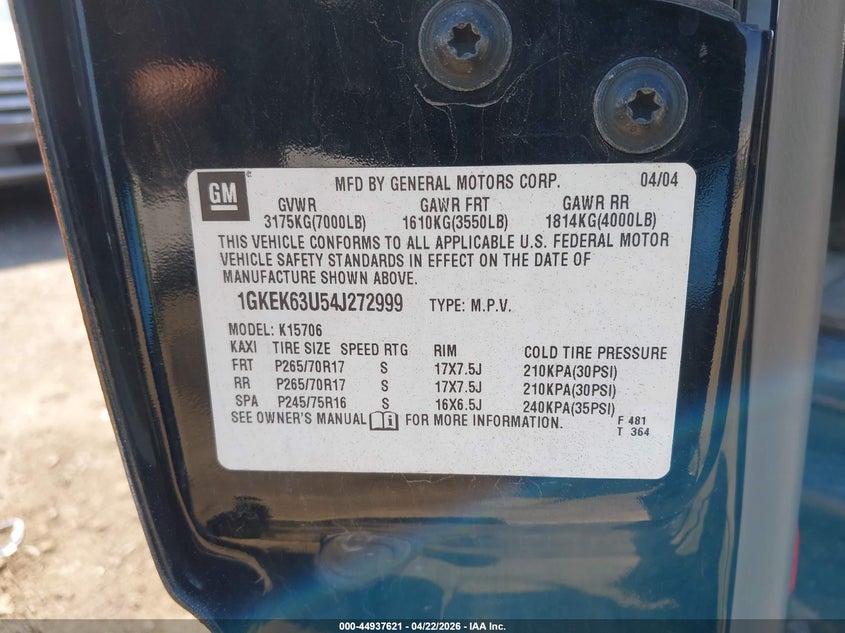 GM
MFD BY GENERAL MOTORS CORP. 04/04
GVWR GAWR FRT GAWR RR
3175KG(7000LB) 1610KG(3550LB) 1814KG(4000LB)
THIS VEHICLE CONFORMS TO ALL APPLICABLE U.S. FEDERAL MOTOR
VEHICLE SAFETY STANDARDS IN EFFECT ON THE DATE OF
MANUFACTURE SHOWN ABOVE.
1GKEK63U54J272999 TYPE: M.P.V.
MODEL: K15706
KAXI TIRE SIZE SPEED RTG RIM COLD TIRE PRESSURE
FRT P265/70R17 S 17X7.5J 210KPA(30PSI)
RR P265/70R17 S 17X7.5J 210KPA(30PSI)
SPA P245/75R16 S 16X6.5J 240KPA(35PSI)
SEE OWNER'S MANUAL i FOR MORE INFORMATION.
F 481
T 364
000-44937621 - 04/22/2026 - IAA Inc.